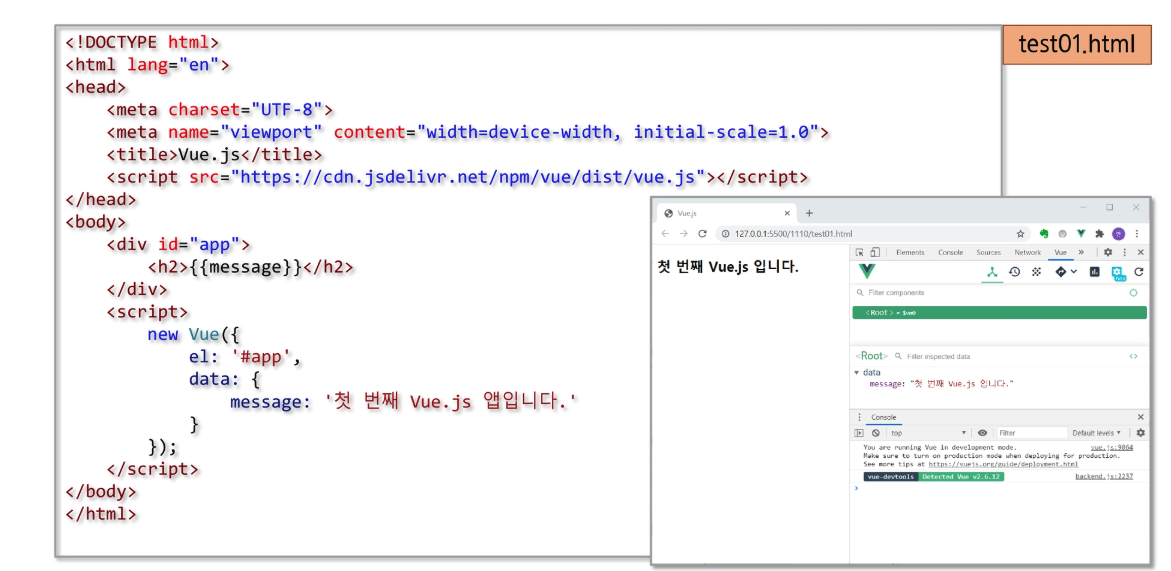 <!DOCTYPE html>
<html lang="en">
<head>
    <meta charset="UTF-8">
    <meta name="viewport" content="width=device-width, initial-scale=1.0">
    <title>Vue.js</title>
    <script src="https://cdn.jsdelivr.net/npm/vue/dist/vue.js"></script>
</head>
<body>
    <div id="app">
        <h2>{{message}}</h2>
    </div>
    <script>
        new Vue({
            el: '#app',
            data: {
                message: '첫 번째 Vue.js 앱입니다.'
            }
        });
    </script>
</body>
</html>
test01.html
Vue.js
127.0.0.1:5500/1110/test01.html
첫 번째 Vue.js 입니다.
Elements Console Sources Network Vue »
Filter components
<Root> = $vm0
<Root> Filter inspected data
data
message: "첫 번째 Vue.js 입니다."
Console
top Filter Default levels
You are running Vue in development mode. vue.js:9064
Make sure to turn on production mode when deploying for production.
See more tips at https://vuejs.org/guide/deployment.html
vue-devtools Detected Vue v2.6.12 backend.js:2237